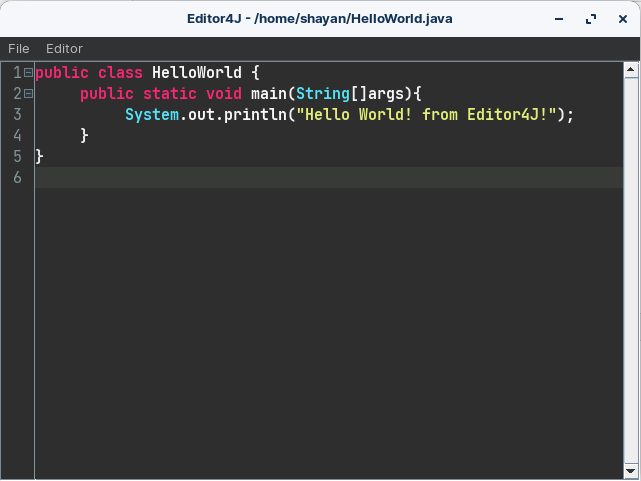 Editor4J - /home/shayan/HelloWorld.java
File Editor
1 public class HelloWorld {
2 public static void main(String[]args){
3 System.out.println("Hello World! from Editor4J!");
4 }
5 }
6